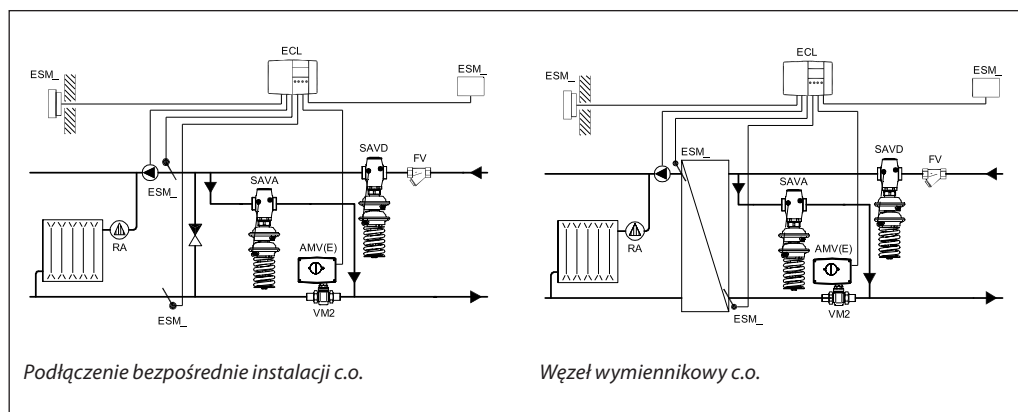 ECL
ESM_
ESM_
SAVD
FV
ESM_
SAVA
RA
AMV(E)
ESM_
VM2
Podłączenie bezpośrednie instalacji c.o.
ECL
ESM_
ESM_
SAVD
FV
ESM_
SAVA
RA
AMV(E)
ESM_
VM2
Węzeł wymiennikowy c.o.